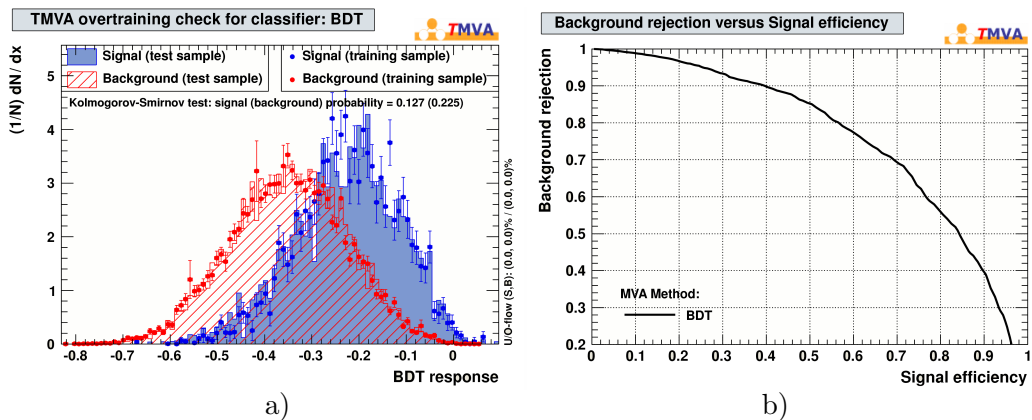 TMVA overtraining check for classifier: BDT
TMVA
(1/N) dN / dx
Signal (test sample)
Background (test sample)
Signal (training sample)
Background (training sample)
Kolmogorov-Smirnov test: signal (background) probability = 0.127 (0.225)
5
4
3
2
1
0
-0.8 -0.7 -0.6 -0.5 -0.4 -0.3 -0.2 -0.1 0
BDT response
U/O-flow (S,B): (0.0, 0.0)% / (0.0, 0.0)%
a)
Background rejection versus Signal efficiency
TMVA
Background rejection
1
0.9
0.8
0.7
0.6
0.5
0.4
0.3
0.2
MVA Method:
BDT
0 0.1 0.2 0.3 0.4 0.5 0.6 0.7 0.8 0.9 1
Signal efficiency
b)